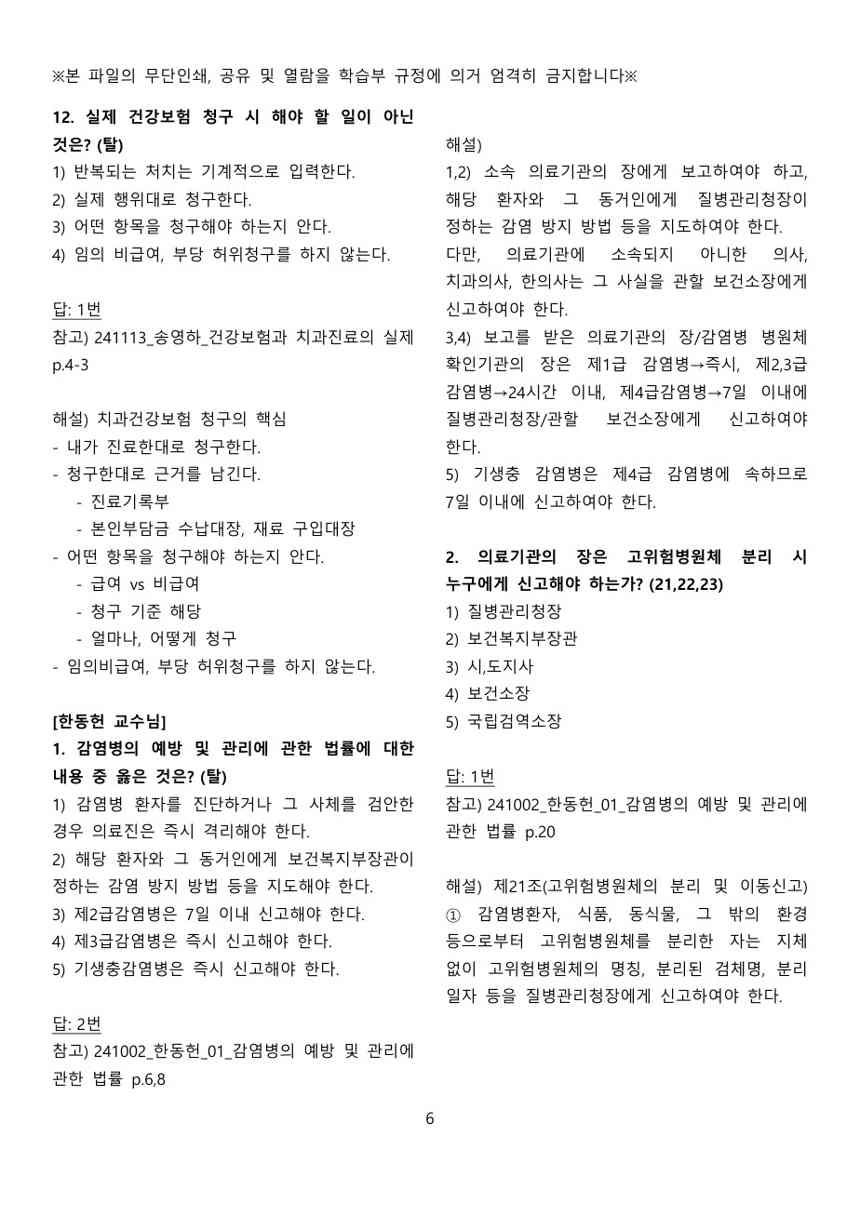 ※본 파일의 무단인쇄, 공유 및 열람을 학습부 규정에 의거 엄격히 금지합니다※
12. 실제 건강보험 청구 시 해야 할 일이 아닌
것은? (탈)
1) 반복되는 처치는 기계적으로 입력한다.
2) 실제 행위대로 청구한다.
3) 어떤 항목을 청구해야 하는지 안다.
4) 임의 비급여, 부당 허위청구를 하지 않는다.
답: 1번
참고) 241113_송영하_건강보험과 치과진료의 실제
p.4-3
해설) 치과건강보험 청구의 핵심
- 내가 진료한대로 청구한다.
- 청구한대로 근거를 남긴다.
- 진료기록부
- 본인부담금 수납대장, 재료 구입대장
- 어떤 항목을 청구해야 하는지 안다.
- 급여 vs 비급여
- 청구 기준 해당
- 얼마나, 어떻게 청구
- 임의비급여, 부당 허위청구를 하지 않는다.
[한동헌 교수님]
1. 감염병의 예방 및 관리에 관한 법률에 대한
내용 중 옳은 것은? (탈)
1) 감염병 환자를 진단하거나 그 사체를 검안한
경우 의료진은 즉시 격리해야 한다.
2) 해당 환자와 그 동거인에게 보건복지부장관이
정하는 감염 방지 방법 등을 지도해야 한다.
3) 제2급감염병은 7일 이내 신고해야 한다.
4) 제3급감염병은 즉시 신고해야 한다.
5) 기생충감염병은 즉시 신고해야 한다.
답: 2번
참고) 241002_한동헌_01_감염병의 예방 및 관리에
관한 법률 p.6,8
해설)
1,2) 소속 의료기관의 장에게 보고하여야 하고,
해당 환자와 그 동거인에게 질병관리청장이
정하는 감염 방지 방법 등을 지도하여야 한다.
다만, 의료기관에 소속되지 아니한 의사,
치과의사, 한의사는 그 사실을 관할 보건소장에게
신고하여야 한다.
3,4) 보고를 받은 의료기관의 장/감염병 병원체
확인기관의 장은 제1급 감염병→즉시, 제2,3급
감염병→24시간 이내, 제4급감염병→7일 이내에
질병관리청장/관할 보건소장에게 신고하여야
한다.
5) 기생충 감염병은 제4급 감염병에 속하므로
7일 이내에 신고하여야 한다.
2. 의료기관의 장은 고위험병원체 분리 시
누구에게 신고해야 하는가? (21,22,23)
1) 질병관리청장
2) 보건복지부장관
3) 시,도지사
4) 보건소장
5) 국립검역소장
답: 1번
참고) 241002_한동헌_01_감염병의 예방 및 관리에
관한 법률 p.20
해설) 제21조(고위험병원체의 분리 및 이동신고)
① 감염병환자, 식품, 동식물, 그 밖의 환경
등으로부터 고위험병원체를 분리한 자는 지체
없이 고위험병원체의 명칭, 분리된 검체명, 분리
일자 등을 질병관리청장에게 신고하여야 한다.
6